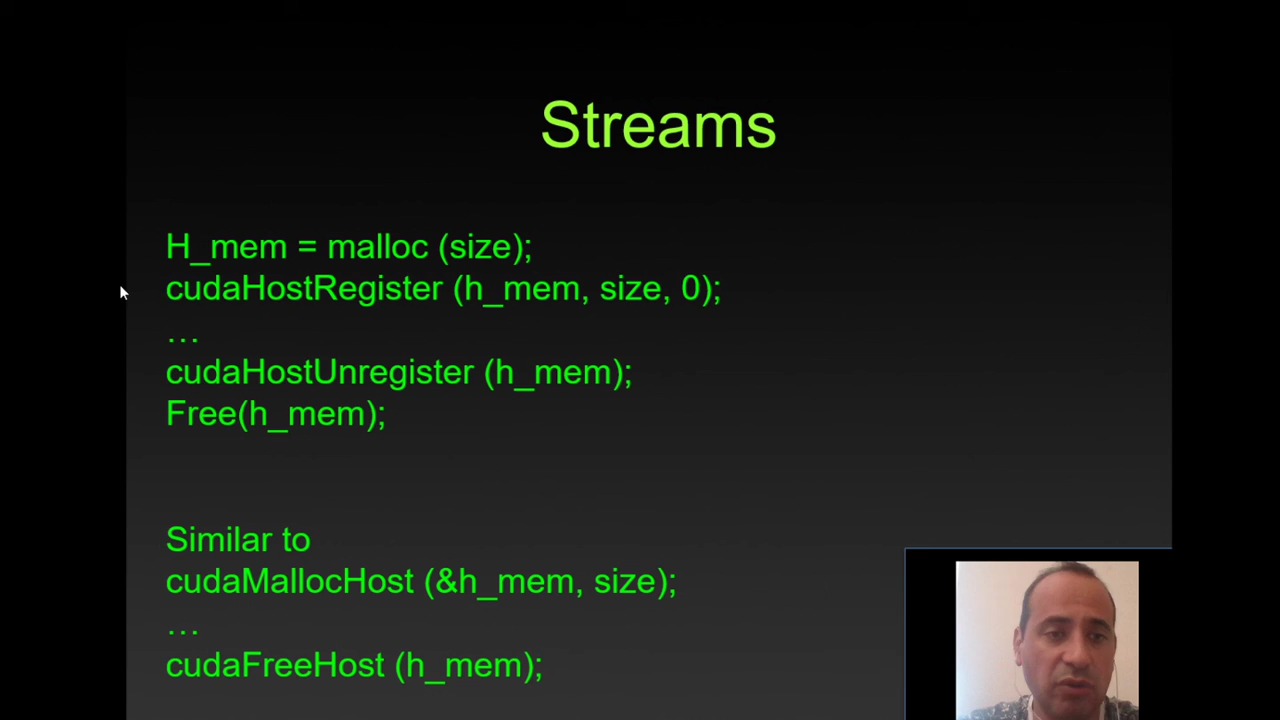 Streams
H_mem = malloc (size);
cudaHostRegister (h_mem, size, 0);
…
cudaHostUnregister (h_mem);
Free(h_mem);
Similar to
cudaMallocHost (&h_mem, size);
…
cudaFreeHost (h_mem);